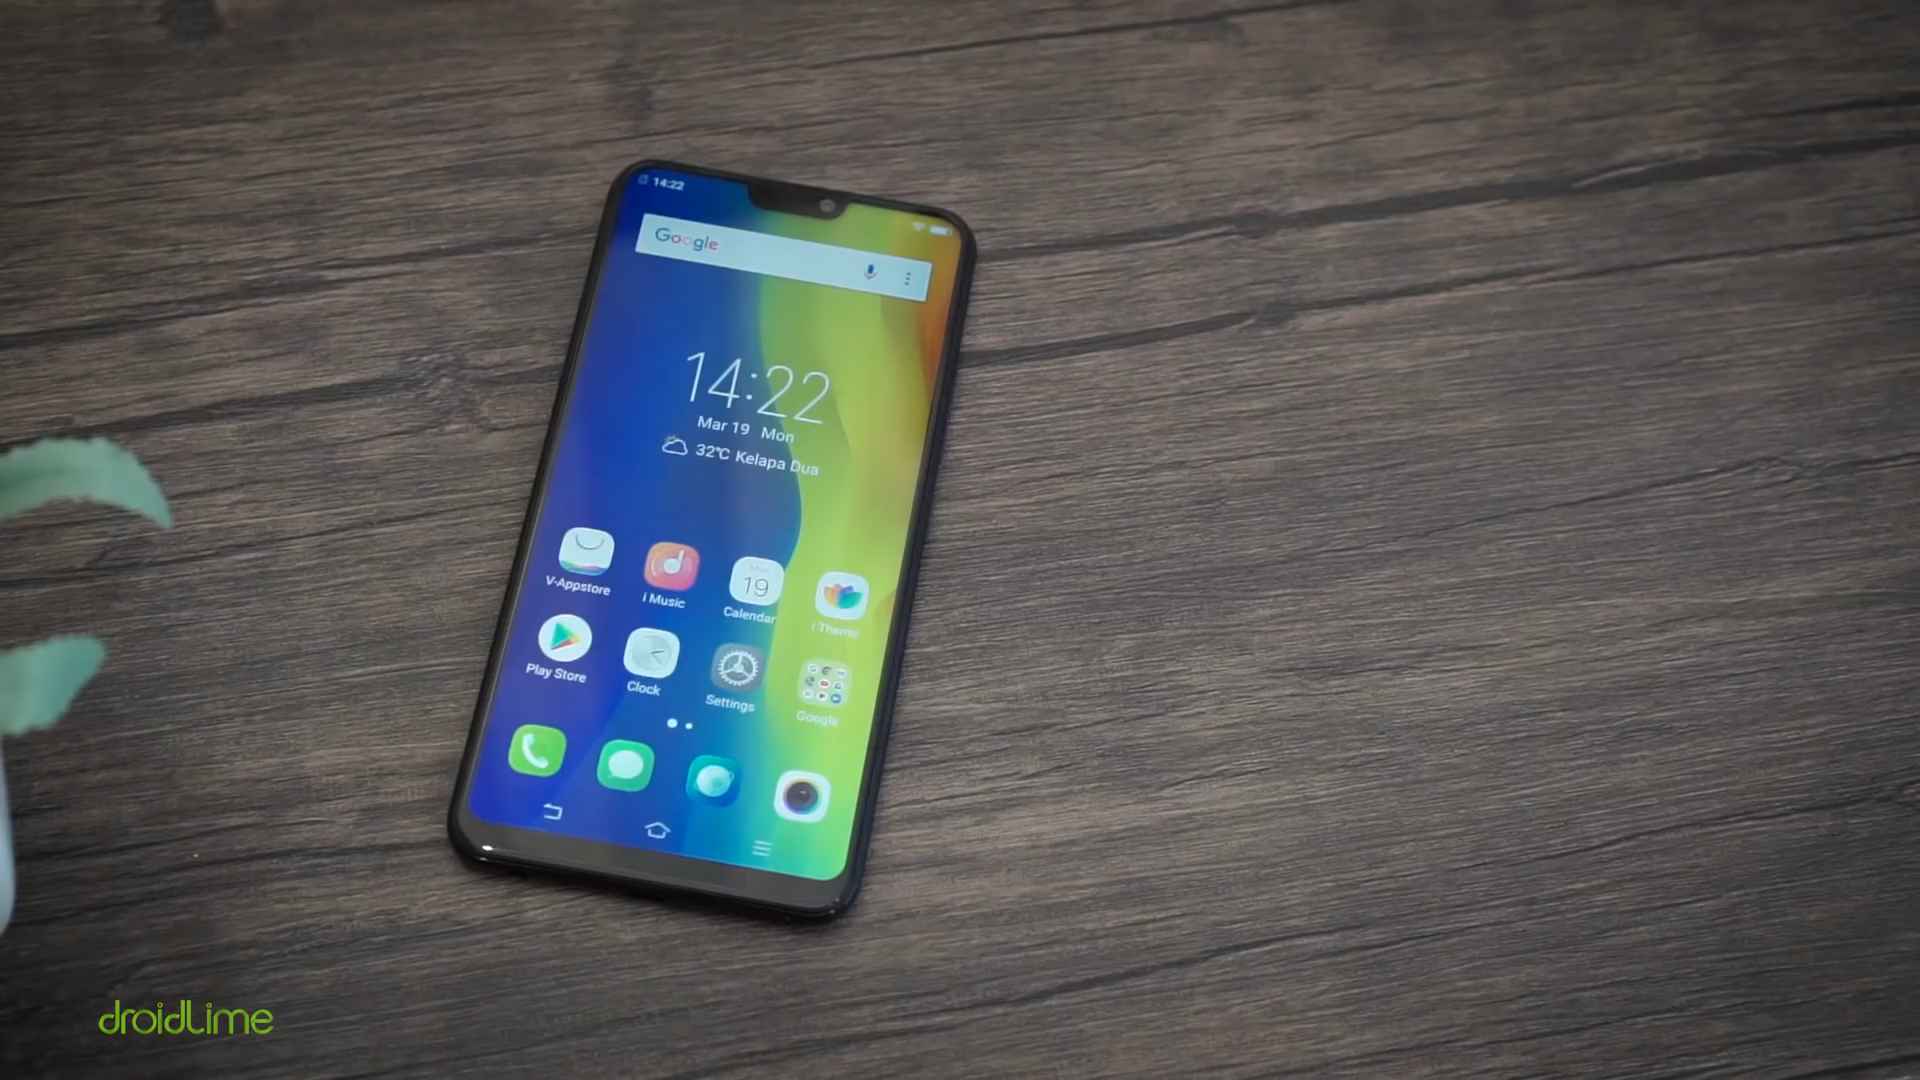 14:22
Google
14:22
Mar 19 Mon
32℃ Kelapa Dua
V-Appstore
i Music
Mon
19
Calendar
i Theme
Play Store
Clock
Settings
Google
droidlime